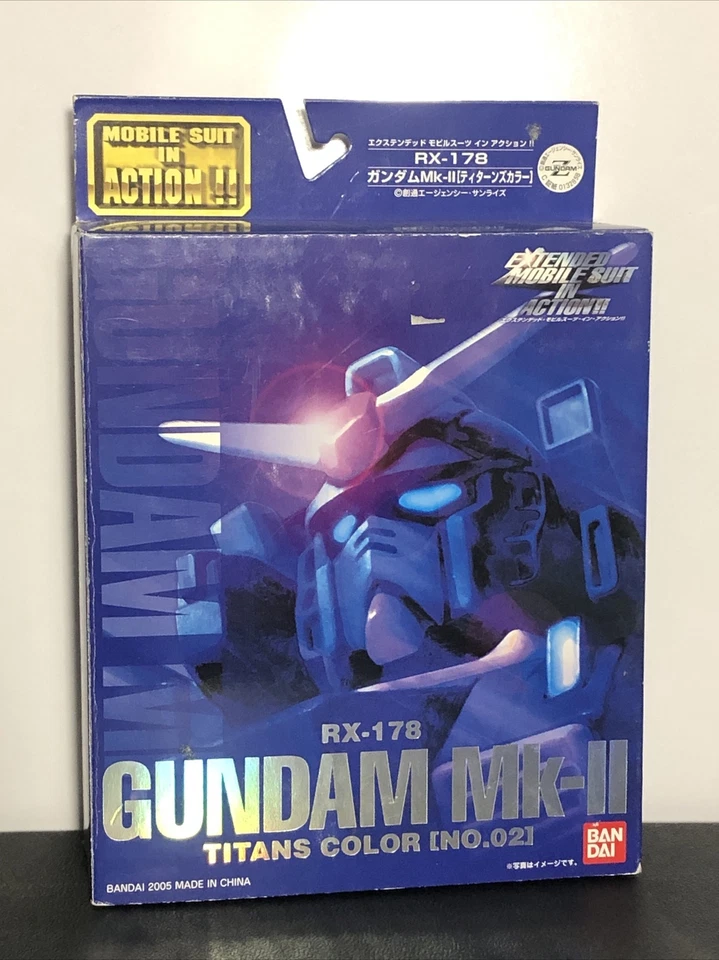 MOBILE SUIT
IN
ACTION !!
エクステンデッド モビルスーツ イン アクション !!
RX-178
ガンダムMk-II[ティターンズカラー]
©創通エージェンシー・サンライズ
Z
GUNDAM
EXTENDED
MOBILE SUIT
IN
ACTION!!
エクステンデッド・モビルスーツ・イン・アクション!!
GUNDAM M
RX-178
GUNDAM Mk-II
TITANS COLOR [NO.02]
BAN
DAI
※写真はイメージです。
BANDAI 2005 MADE IN CHINA